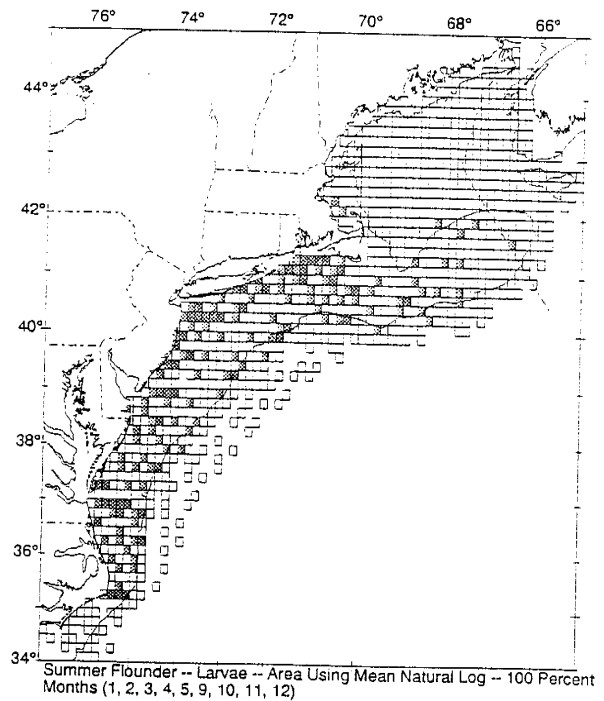 76° 74° 72° 70° 68° 66°
44°
42°
40°
38°
36°
34°
Summer Flounder -- Larvae -- Area Using Mean Natural Log -- 100 Percent
Months (1, 2, 3, 4, 5, 9, 10, 11, 12)